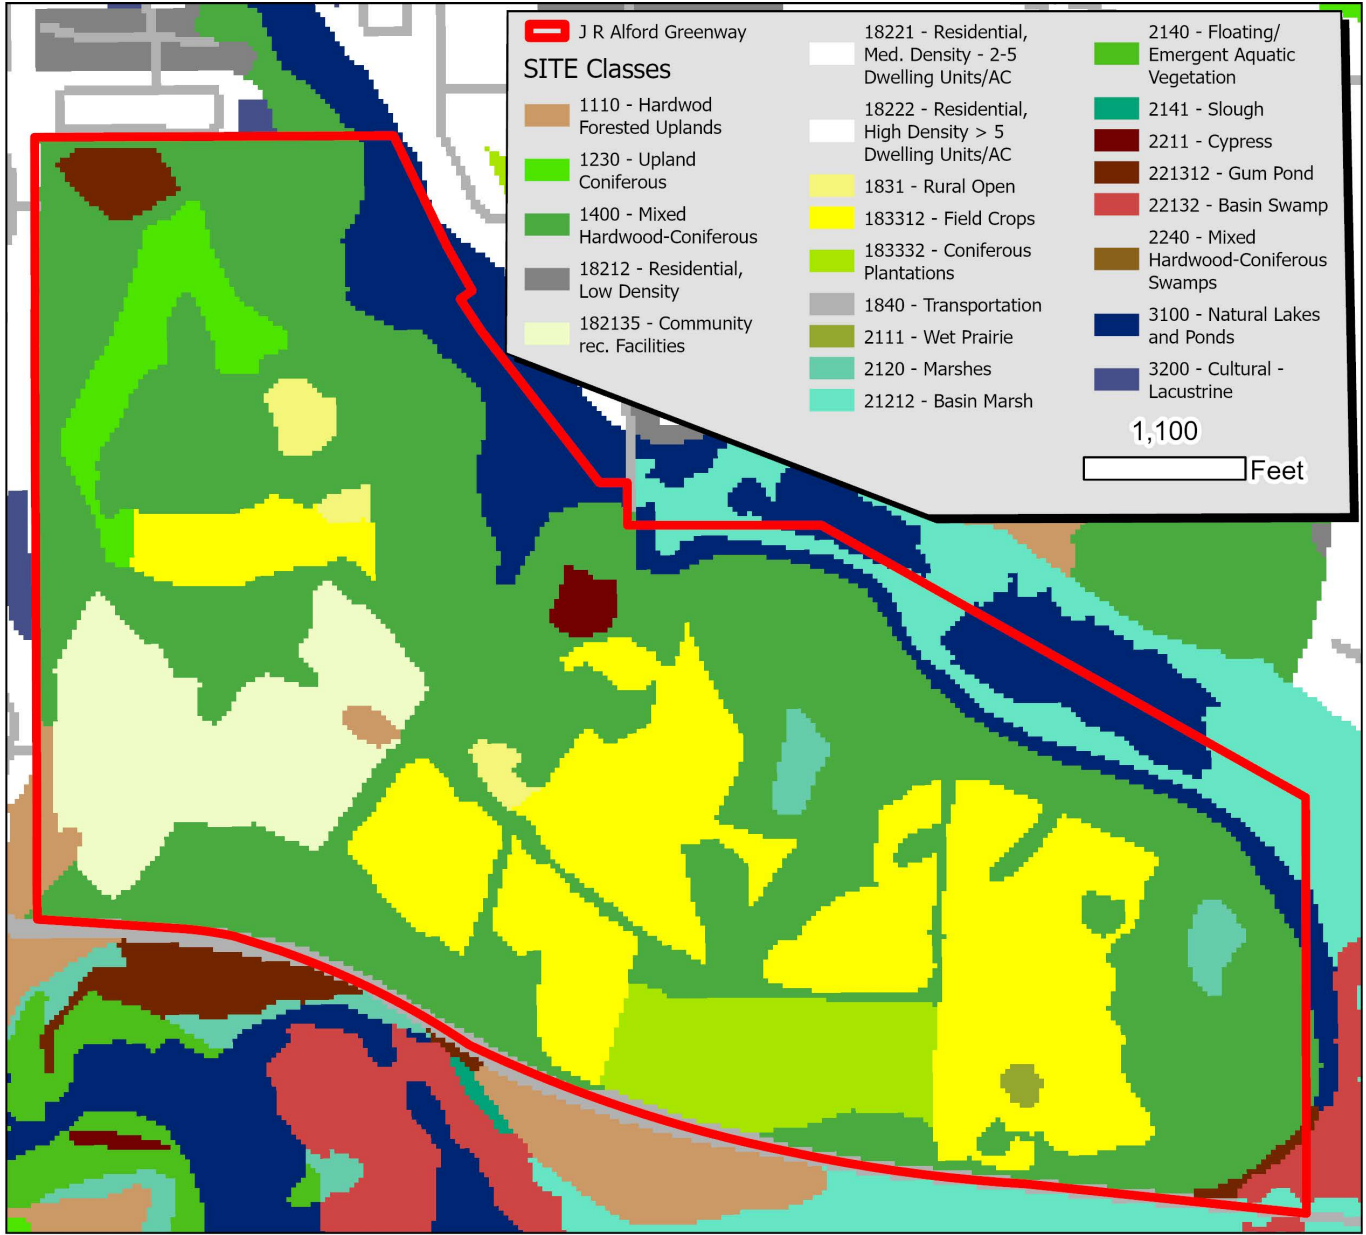 J R Alford Greenway
SITE Classes
1110 - Hardwod
Forested Uplands
1230 - Upland
Coniferous
1400 - Mixed
Hardwood-Coniferous
18212 - Residential,
Low Density
182135 - Community
rec. Facilities
18221 - Residential,
Med. Density - 2-5
Dwelling Units/AC
18222 - Residential,
High Density > 5
Dwelling Units/AC
1831 - Rural Open
183312 - Field Crops
183332 - Coniferous
Plantations
1840 - Transportation
2111 - Wet Prairie
2120 - Marshes
21212 - Basin Marsh
2140 - Floating/
Emergent Aquatic
Vegetation
2141 - Slough
2211 - Cypress
221312 - Gum Pond
22132 - Basin Swamp
2240 - Mixed
Hardwood-Coniferous
Swamps
3100 - Natural Lakes
and Ponds
3200 - Cultural -
Lacustrine
1,100
Feet